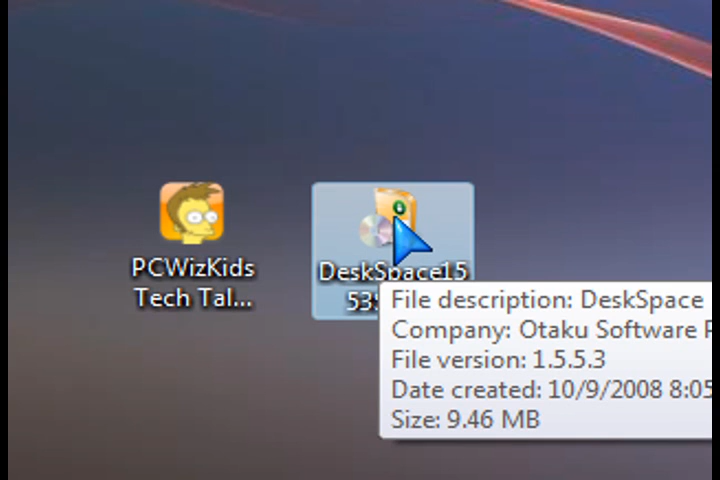 PCWizKids
Tech Tal...
DeskSpace15
53
File description: DeskSpace
Company: Otaku Software
File version: 1.5.5.3
Date created: 10/9/2008 8:05
Size: 9.46 MB